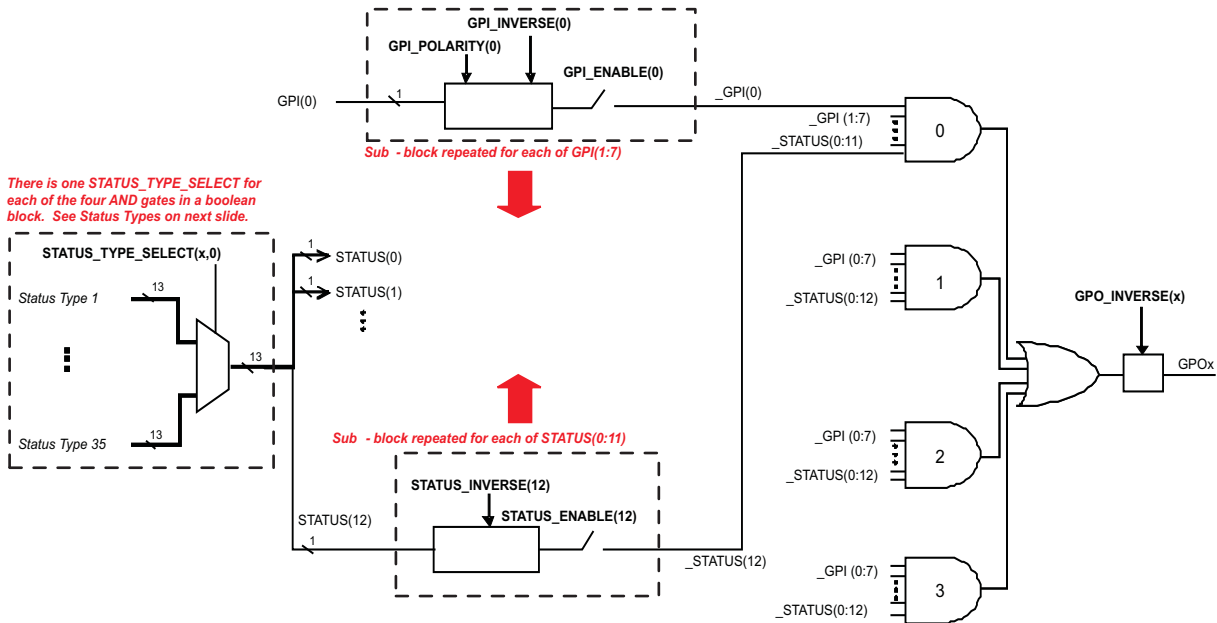 GPI_INVERSE(0)
GPI_POLARITY(0)
GPI_ENABLE(0)
GPI(0)
1
_GPI(0)
_GPI (1:7)
_STATUS(0:11)
0
Sub - block repeated for each of GPI(1:7)
There is one STATUS_TYPE_SELECT for
each of the four AND gates in a boolean
block. See Status Types on next slide.
STATUS_TYPE_SELECT(x,0)
Status Type 1
13
13
Status Type 35
13
1
STATUS(0)
1
STATUS(1)
_GPI (0:7)
_STATUS(0:12)
1
GPO_INVERSE(x)
GPOx
Sub - block repeated for each of STATUS(0:11)
STATUS_INVERSE(12)
STATUS_ENABLE(12)
STATUS(12)
1
_STATUS(12)
_GPI (0:7)
_STATUS(0:12)
2
_GPI (0:7)
_STATUS(0:12)
3